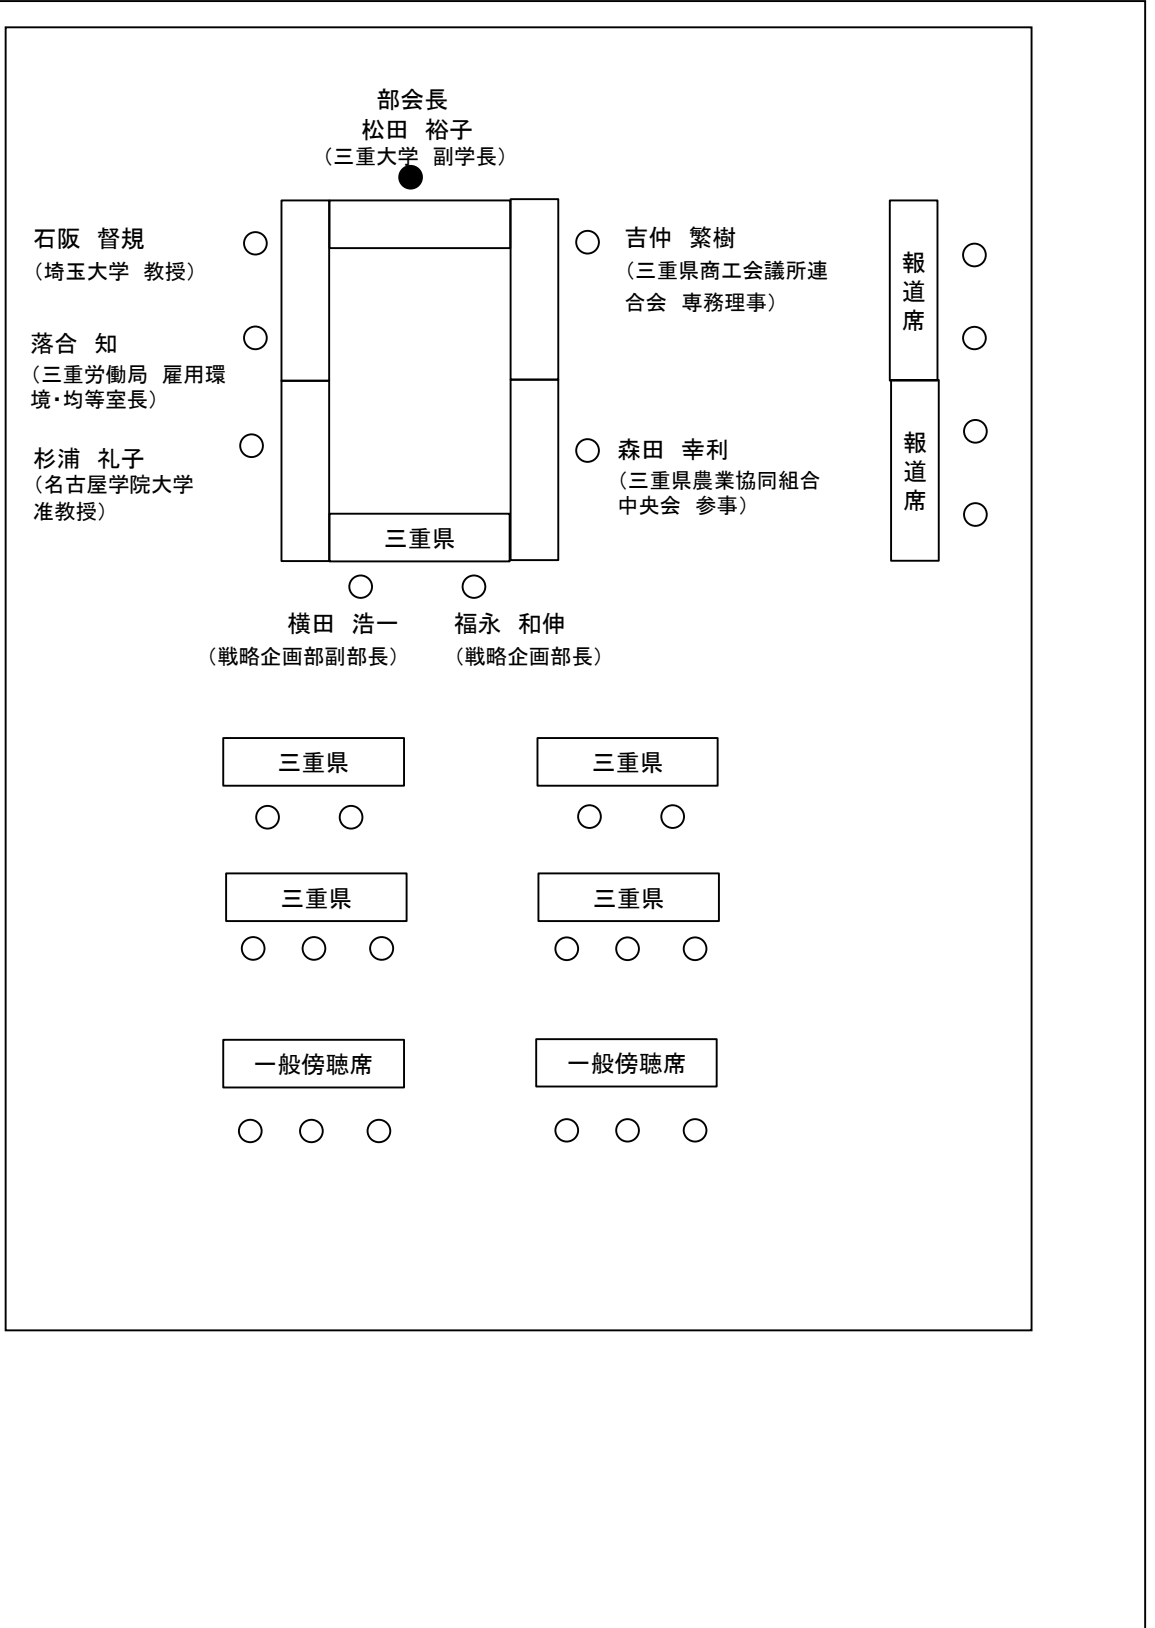 部会長
松田　裕子
（三重大学　副学長）
石阪　督規
（埼玉大学　教授）
落合　知
（三重労働局　雇用環
境・均等室長）
杉浦　礼子
（名古屋学院大学
准教授）
吉仲　繁樹
（三重県商工会議所連
合会　専務理事）
森田　幸利
（三重県農業協同組合
中央会　参事）
報道席
報道席
三重県
横田　浩一
（戦略企画部副部長）
福永　和伸
（戦略企画部長）
三重県
三重県
三重県
三重県
一般傍聴席
一般傍聴席